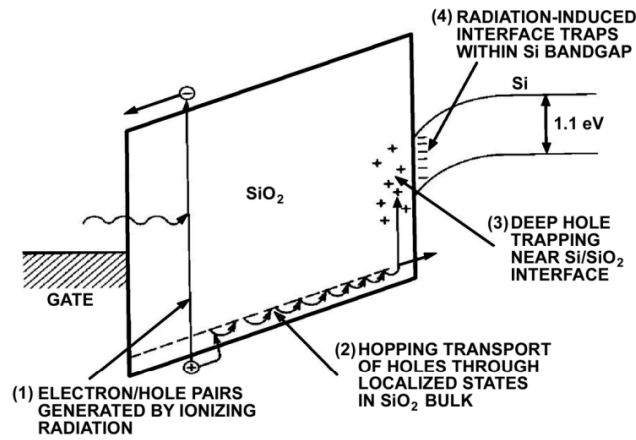 (4) RADIATION-INDUCED
INTERFACE TRAPS
WITHIN Si BANDGAP
Si
1.1 eV
SiO₂
(3) DEEP HOLE
TRAPPING
NEAR Si/SiO₂
INTERFACE
GATE
(1) ELECTRON/HOLE PAIRS
GENERATED BY IONIZING
RADIATION
(2) HOPPING TRANSPORT
OF HOLES THROUGH
LOCALIZED STATES
IN SiO₂ BULK